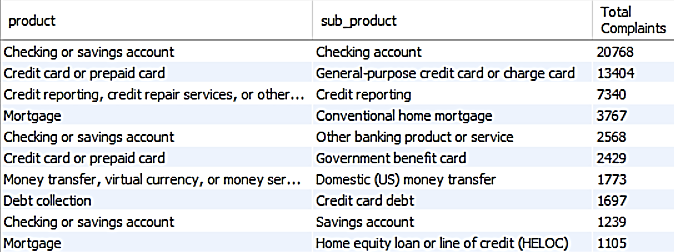 product sub_product Total Complaints
Checking or savings account Checking account 20768
Credit card or prepaid card General-purpose credit card or charge card 13404
Credit reporting, credit repair services, or other... Credit reporting 7340
Mortgage Conventional home mortgage 3767
Checking or savings account Other banking product or service 2568
Credit card or prepaid card Government benefit card 2429
Money transfer, virtual currency, or money ser... Domestic (US) money transfer 1773
Debt collection Credit card debt 1697
Checking or savings account Savings account 1239
Mortgage Home equity loan or line of credit (HELOC) 1105